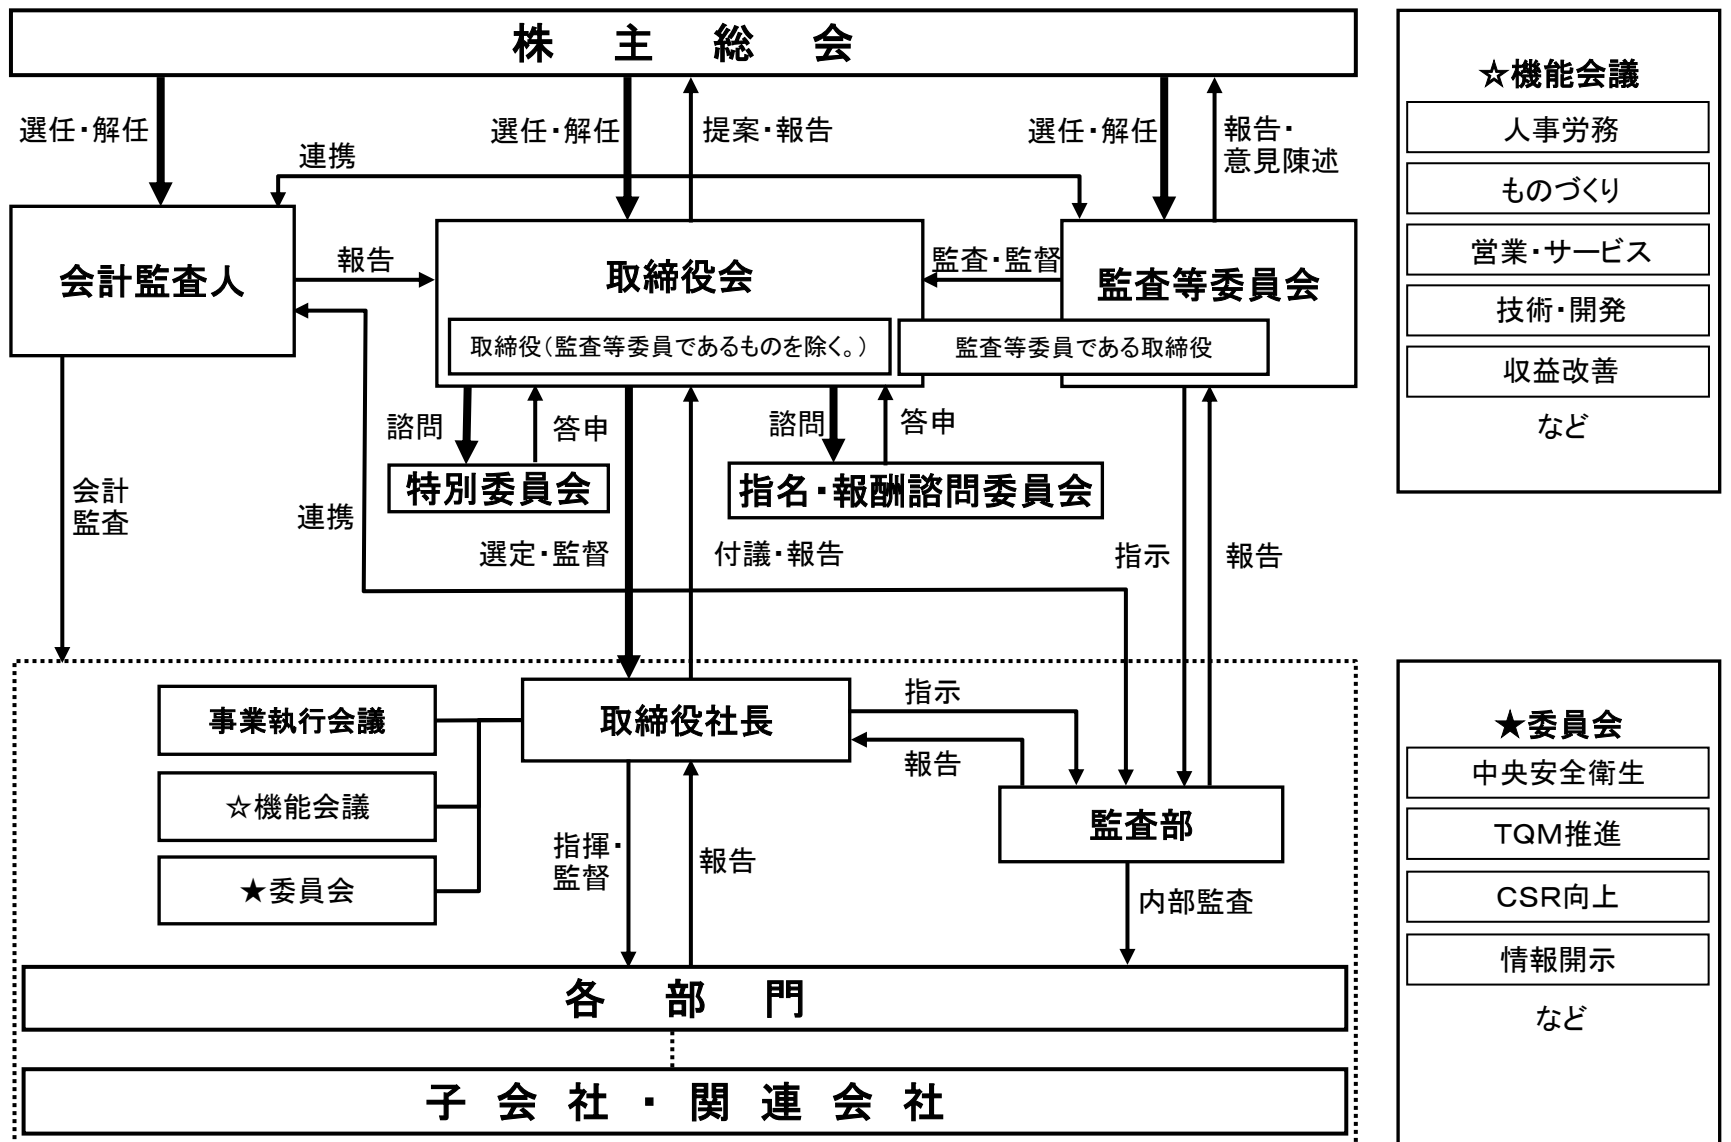 株 主 総 会
選任・解任
選任・解任
提案・報告
選任・解任
報告・
意見陳述
連携
会計監査人
報告
取締役会
監査・監督
監査等委員会
取締役（監査等委員であるものを除く。）
監査等委員である取締役
諮問
答申
諮問
答申
特別委員会
指名・報酬諮問委員会
会計
監査
連携
選定・監督
付議・報告
指示
報告
事業執行会議
取締役社長
指示
報告
☆機能会議
★委員会
監査部
指揮・
監督
報告
内部監査
各 部 門
子 会 社 ・ 関 連 会 社
☆機能会議
人事労務
ものづくり
営業・サービス
技術・開発
収益改善
など
★委員会
中央安全衛生
TQM推進
CSR向上
情報開示
など